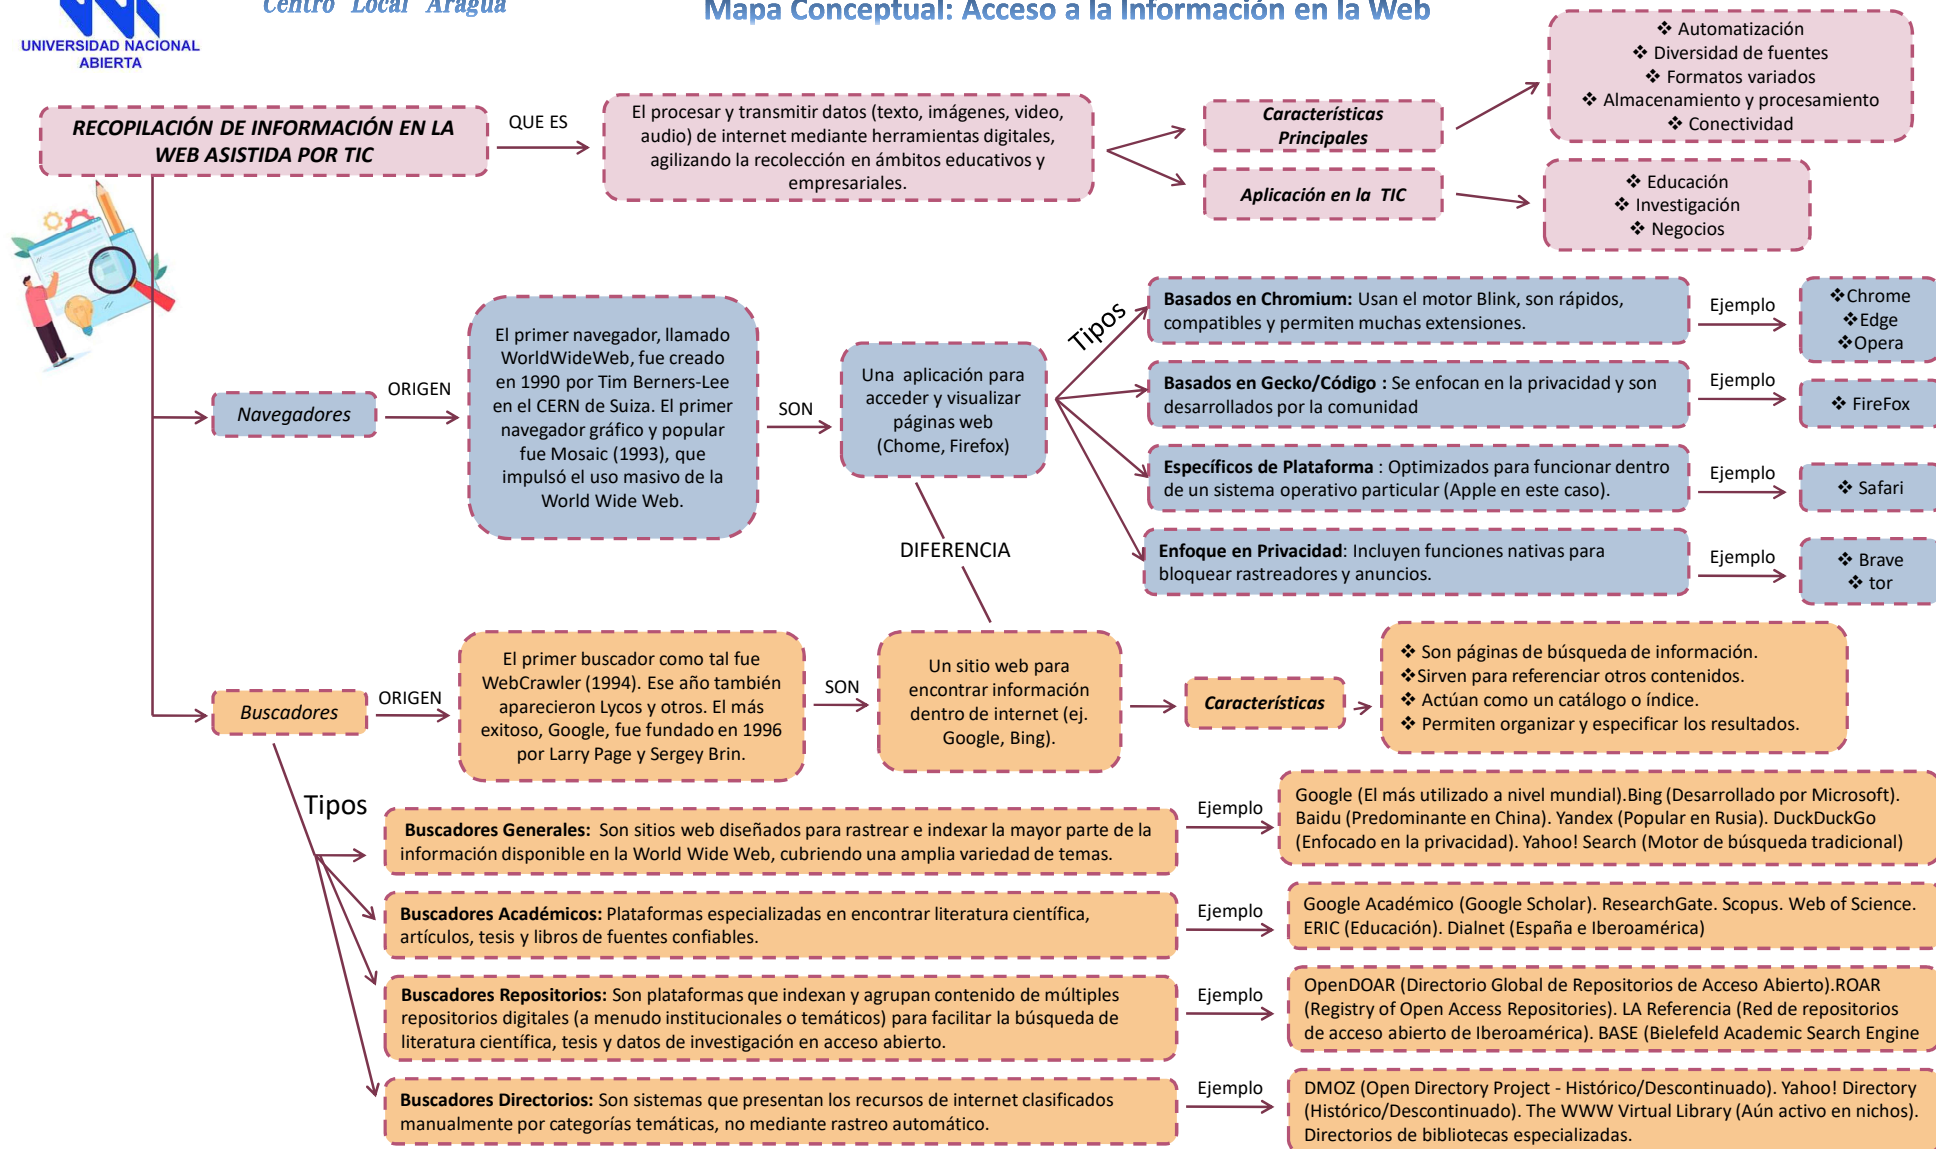 UNIVERSIDAD NACIONAL
ABIERTA
Centro Local Aragua
Mapa Conceptual: Acceso a la Información en la Web
RECOPILACIÓN DE INFORMACIÓN EN LA
WEB ASISTIDA POR TIC
QUE ES
El procesar y transmitir datos (texto, imágenes, video,
audio) de internet mediante herramientas digitales,
agilizando la recolección en ámbitos educativos y
empresariales.
Características
Principales
❖ Automatización
❖ Diversidad de fuentes
❖ Formatos variados
❖ Almacenamiento y procesamiento
❖ Conectividad
Aplicación en la TIC
❖ Educación
❖ Investigación
❖ Negocios
Navegadores
ORIGEN
El primer navegador, llamado
WorldWideWeb, fue creado
en 1990 por Tim Berners-Lee
en el CERN de Suiza. El primer
navegador gráfico y popular
fue Mosaic (1993), que
impulsó el uso masivo de la
World Wide Web.
SON
Una aplicación para
acceder y visualizar
páginas web
(Chome, Firefox)
Tipos
Basados en Chromium: Usan el motor Blink, son rápidos,
compatibles y permiten muchas extensiones.
Ejemplo
❖Chrome
❖Edge
❖Opera
Basados en Gecko/Código : Se enfocan en la privacidad y son
desarrollados por la comunidad
Ejemplo
❖ FireFox
Específicos de Plataforma : Optimizados para funcionar dentro
de un sistema operativo particular (Apple en este caso).
Ejemplo
❖ Safari
Enfoque en Privacidad: Incluyen funciones nativas para
bloquear rastreadores y anuncios.
Ejemplo
❖ Brave
❖ tor
DIFERENCIA
Buscadores
ORIGEN
El primer buscador como tal fue
WebCrawler (1994). Ese año también
aparecieron Lycos y otros. El más
exitoso, Google, fue fundado en 1996
por Larry Page y Sergey Brin.
SON
Un sitio web para
encontrar información
dentro de internet (ej.
Google, Bing).
Características
❖ Son páginas de búsqueda de información.
❖Sirven para referenciar otros contenidos.
❖ Actúan como un catálogo o índice.
❖ Permiten organizar y especificar los resultados.
Tipos
Buscadores Generales: Son sitios web diseñados para rastrear e indexar la mayor parte de la
información disponible en la World Wide Web, cubriendo una amplia variedad de temas.
Ejemplo
Google (El más utilizado a nivel mundial).Bing (Desarrollado por Microsoft).
Baidu (Predominante en China). Yandex (Popular en Rusia). DuckDuckGo
(Enfocado en la privacidad). Yahoo! Search (Motor de búsqueda tradicional)
Buscadores Académicos: Plataformas especializadas en encontrar literatura científica,
artículos, tesis y libros de fuentes confiables.
Ejemplo
Google Académico (Google Scholar). ResearchGate. Scopus. Web of Science.
ERIC (Educación). Dialnet (España e Iberoamérica)
Buscadores Repositorios: Son plataformas que indexan y agrupan contenido de múltiples
repositorios digitales (a menudo institucionales o temáticos) para facilitar la búsqueda de
literatura científica, tesis y datos de investigación en acceso abierto.
Ejemplo
OpenDOAR (Directorio Global de Repositorios de Acceso Abierto).ROAR
(Registry of Open Access Repositories). LA Referencia (Red de repositorios
de acceso abierto de Iberoamérica). BASE (Bielefeld Academic Search Engine
Buscadores Directorios: Son sistemas que presentan los recursos de internet clasificados
manualmente por categorías temáticas, no mediante rastreo automático.
Ejemplo
DMOZ (Open Directory Project - Histórico/Descontinuado). Yahoo! Directory
(Histórico/Descontinuado). The WWW Virtual Library (Aún activo en nichos).
Directorios de bibliotecas especializadas.